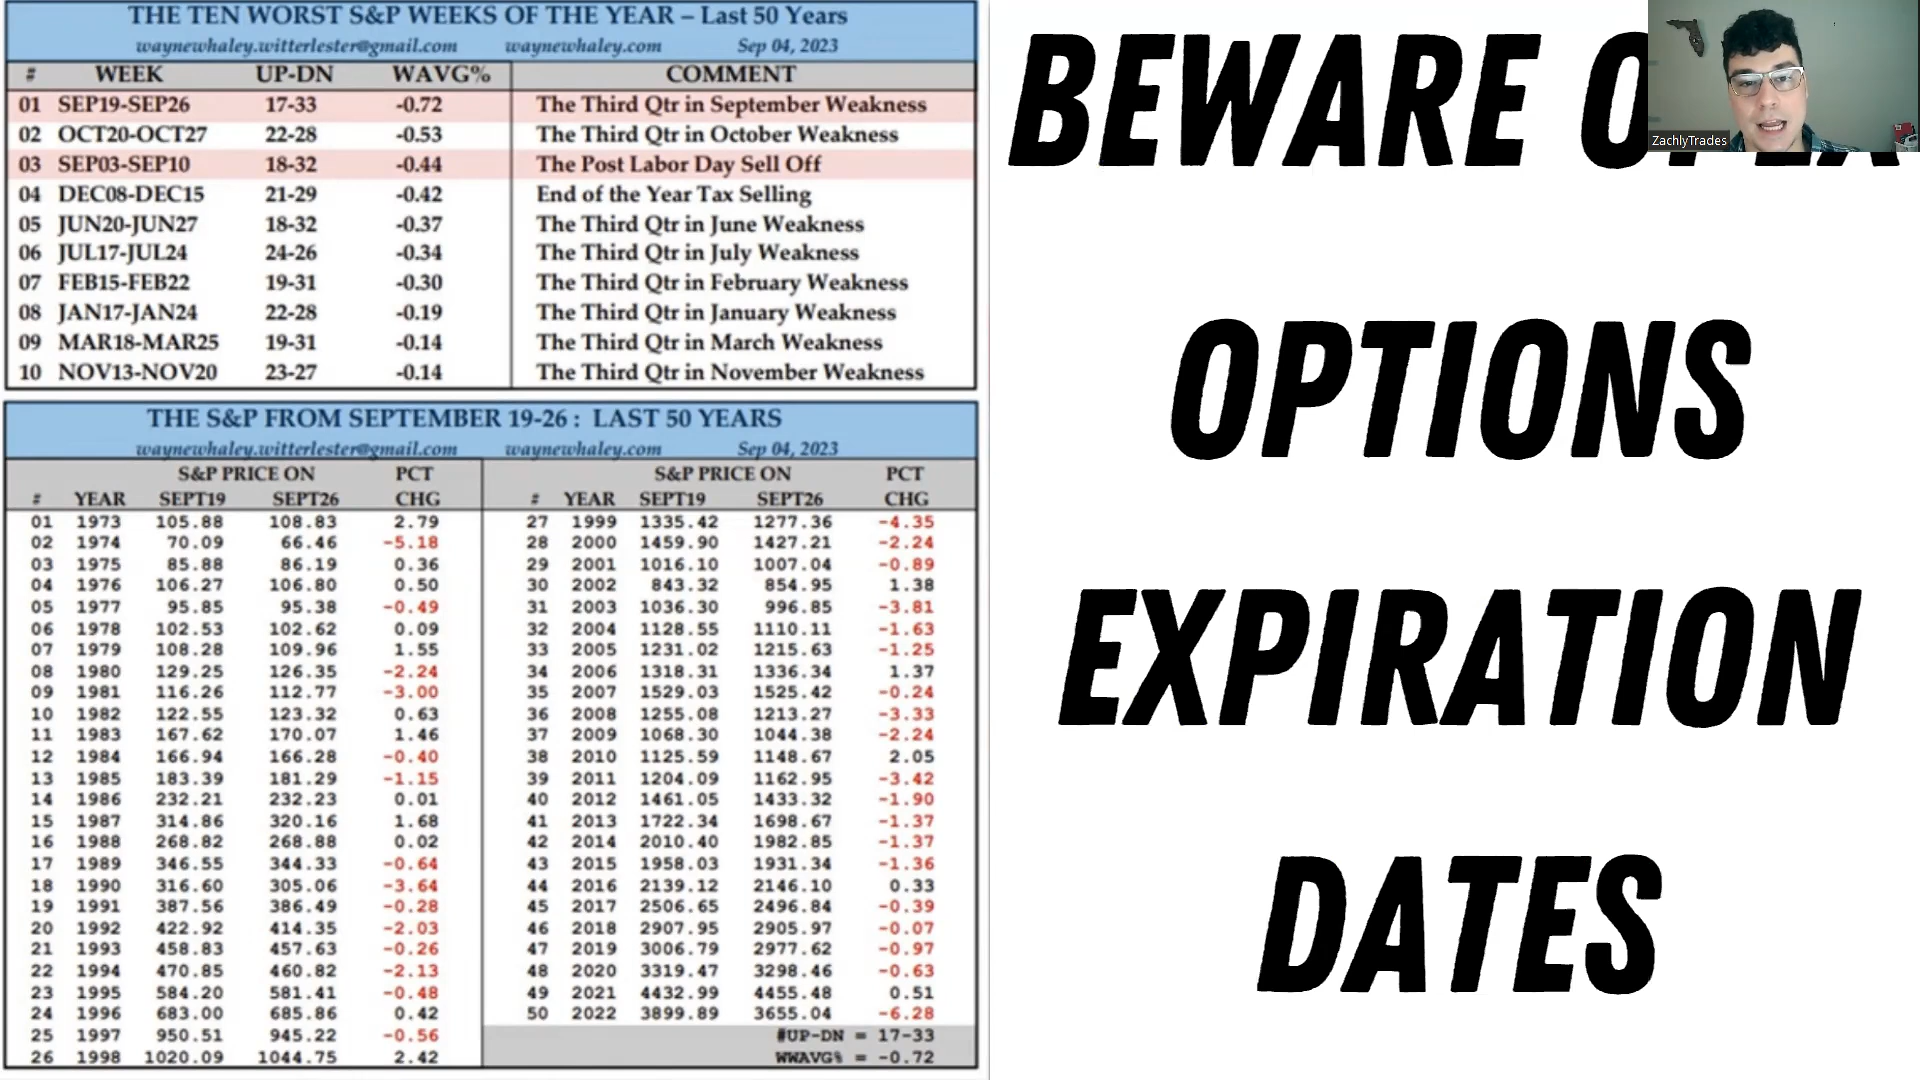 THE TEN WORST S&P WEEKS OF THE YEAR – Last 50 Years
waynewhaley.witterlester@gmail.com waynewhaley.com Sep 04, 2023
# WEEK UP-DN WAVG% COMMENT
01 SEP19-SEP26 17-33 -0.72 The Third Qtr in September Weakness
02 OCT20-OCT27 22-28 -0.53 The Third Qtr in October Weakness
03 SEP03-SEP10 18-32 -0.44 The Post Labor Day Sell Off
04 DEC08-DEC15 21-29 -0.42 End of the Year Tax Selling
05 JUN20-JUN27 18-32 -0.37 The Third Qtr in June Weakness
06 JUL17-JUL24 24-26 -0.34 The Third Qtr in July Weakness
07 FEB15-FEB22 19-31 -0.30 The Third Qtr in February Weakness
08 JAN17-JAN24 22-28 -0.19 The Third Qtr in January Weakness
09 MAR18-MAR25 19-31 -0.14 The Third Qtr in March Weakness
10 NOV13-NOV20 23-27 -0.14 The Third Qtr in November Weakness
THE S&P FROM SEPTEMBER 19-26 : LAST 50 YEARS
waynewhaley.witterlester@gmail.com waynewhaley.com Sep 04, 2023
S&P PRICE ON PCT S&P PRICE ON PCT
# YEAR SEPT19 SEPT26 CHG # YEAR SEPT19 SEPT26 CHG
01 1973 105.88 108.83 2.79 27 1999 1335.42 1277.36 -4.35
02 1974 70.09 66.46 -5.18 28 2000 1459.90 1427.21 -2.24
03 1975 85.88 86.19 0.36 29 2001 1016.10 1007.04 -0.89
04 1976 106.27 106.80 0.50 30 2002 843.32 854.95 1.38
05 1977 95.85 95.38 -0.49 31 2003 1036.30 996.85 -3.81
06 1978 102.53 102.62 0.09 32 2004 1128.55 1110.11 -1.63
07 1979 108.28 109.96 1.55 33 2005 1231.02 1215.63 -1.25
08 1980 129.25 126.35 -2.24 34 2006 1318.31 1336.34 1.37
09 1981 116.26 112.77 -3.00 35 2007 1529.03 1525.42 -0.24
10 1982 122.55 123.32 0.63 36 2008 1255.08 1213.27 -3.33
11 1983 167.62 170.07 1.46 37 2009 1068.30 1044.38 -2.24
12 1984 166.94 166.28 -0.40 38 2010 1125.59 1148.67 2.05
13 1985 183.39 181.29 -1.15 39 2011 1204.09 1162.95 -3.42
14 1986 232.21 232.23 0.01 40 2012 1461.05 1433.32 -1.90
15 1987 314.86 320.16 1.68 41 2013 1722.34 1698.67 -1.37
16 1988 268.82 268.88 0.02 42 2014 2010.40 1982.85 -1.37
17 1989 346.55 344.33 -0.64 43 2015 1958.03 1931.34 -1.36
18 1990 316.60 305.06 -3.64 44 2016 2139.12 2146.10 0.33
19 1991 387.56 386.49 -0.28 45 2017 2506.65 2496.84 -0.39
20 1992 422.92 414.35 -2.03 46 2018 2907.95 2905.97 -0.07
21 1993 458.83 457.63 -0.26 47 2019 3006.79 2977.62 -0.97
22 1994 470.85 460.82 -2.13 48 2020 3319.47 3298.46 -0.63
23 1995 584.20 581.41 -0.48 49 2021 4432.99 4455.48 0.51
24 1996 683.00 685.86 0.42 50 2022 3899.89 3655.04 -6.28
25 1997 950.51 945.22 -0.56 #UP-DN = 17-33
26 1998 1020.09 1044.75 2.42 WWAVG% = -0.72
BEWARE
OPTIONS
EXPIRATION
DATES
ZachlyTrades